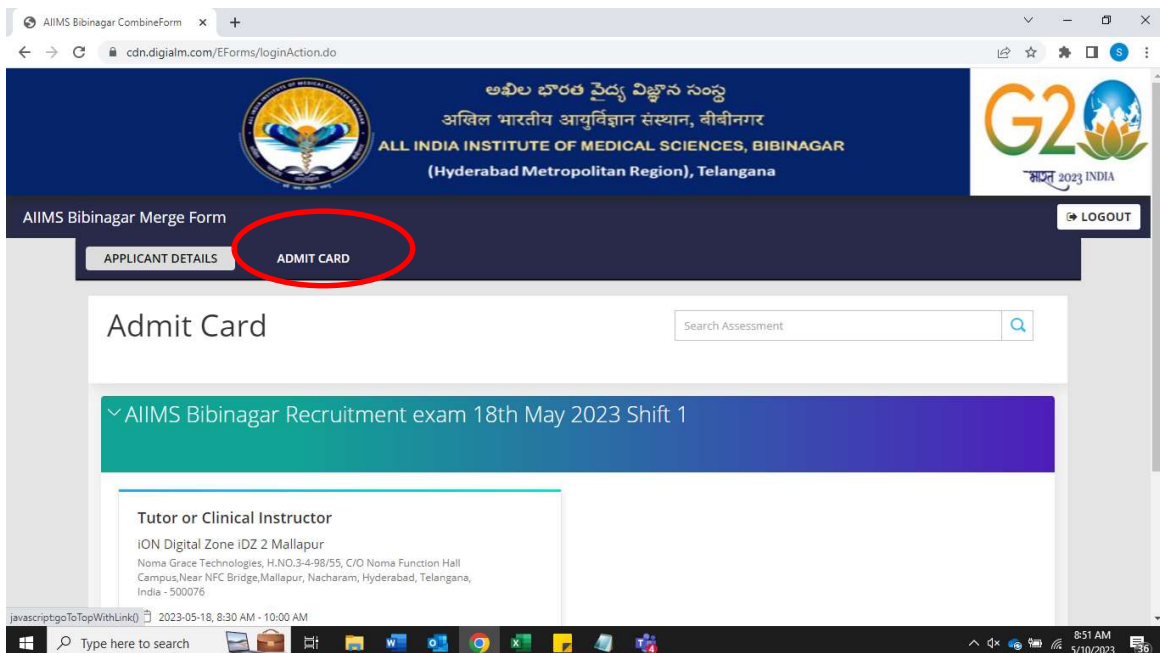 AIIMS Bibinagar CombineForm
cdn.digialm.com/EForms/loginAction.do
S
అఖిల భారత వైద్య విజ్ఞాన సంస్థ
अखिल भारतीय आयुर्विज्ञान संस्थान, बीबीनगर
ALL INDIA INSTITUTE OF MEDICAL SCIENCES, BIBINAGAR
(Hyderabad Metropolitan Region), Telangana
G20
भारत 2023 INDIA
AIIMS Bibinagar Merge Form
LOGOUT
APPLICANT DETAILS ADMIT CARD
Admit Card
Search Assessment
AIIMS Bibinagar Recruitment exam 18th May 2023 Shift 1
Tutor or Clinical Instructor
iON Digital Zone iDZ 2 Mallapur
Noma Grace Technologies, H.NO.3-4-98/55, C/O Noma Function Hall
Campus,Near NFC Bridge,Mallapur, Nacharam, Hyderabad, Telangana,
India - 500076
javascript:goToTopWithLink() 2023-05-18, 8:30 AM - 10:00 AM
Type here to search
8:51 AM
5/10/2023
36